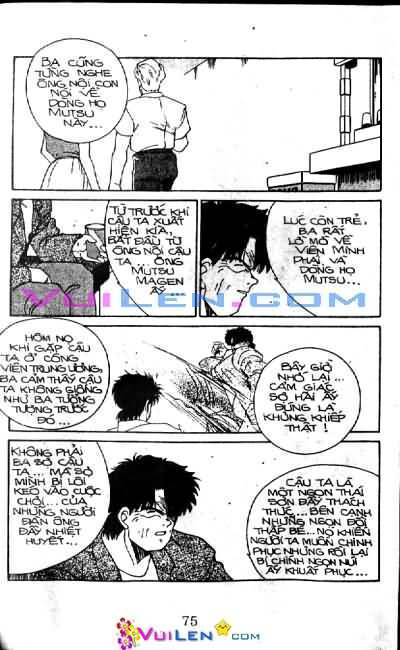 BA CŨNG
TỪNG NGHE
ÔNG NỘI CON
NÓI VỀ
DÒNG HỌ
MUTSU
NÀY...
LÚC CÒN TRẺ,
BA RẤT
LƠ MƠ VỀ
VIÊN MINH
PHÁI VÀ
DÒNG HỌ
MUTSU...
TỪ TRƯỚC KHI
CẬU TA XUẤT
HIỆN KÌA,
BẮT ĐẦU TỪ
ÔNG NỘI CẬU
TA... ÔNG
MUTSU
MAGEN
ẤY...
VUILEN.COM
HÔM NỌ
KHI GẶP CẬU
TA Ở CÔNG
VIÊN TRUNG ƯƠNG,
BA CẢM THẤY CẬU
TA KHÔNG GIỐNG
NHƯ BA TƯỞNG
TƯỢNG TRƯỚC
ĐÓ...
BÂY GIỜ
NHỚ LẠI...
CẢM GIÁC
SỢ HÃI ẤY
ĐÚNG LÀ
KHỦNG KHIẾP
THẬT!
KHÔNG PHẢI
BA SỢ CẬU
TA... MÀ SỢ
MÌNH BỊ LÔI
KÉO VÀO CUỘC
CHƠI... CỦA
NHỮNG NGƯỜI
ĐÀN ÔNG
ĐẦY NHIỆT
HUYẾT...
CẬU TA LÀ
MỘT NGỌN THÁI
SƠN ĐẦY THÁCH
THỨC... BÊN CẠNH
NHỮNG NGỌN ĐỒI
THẤP BÉ... NÓ KHIẾN
NGƯỜI TA MUỐN CHINH
PHỤC NHƯNG RỒI LẠI
BỊ CHÍNH NGỌN NÚI
ẤY KHUẤT PHỤC...
75
VUILEN.COM